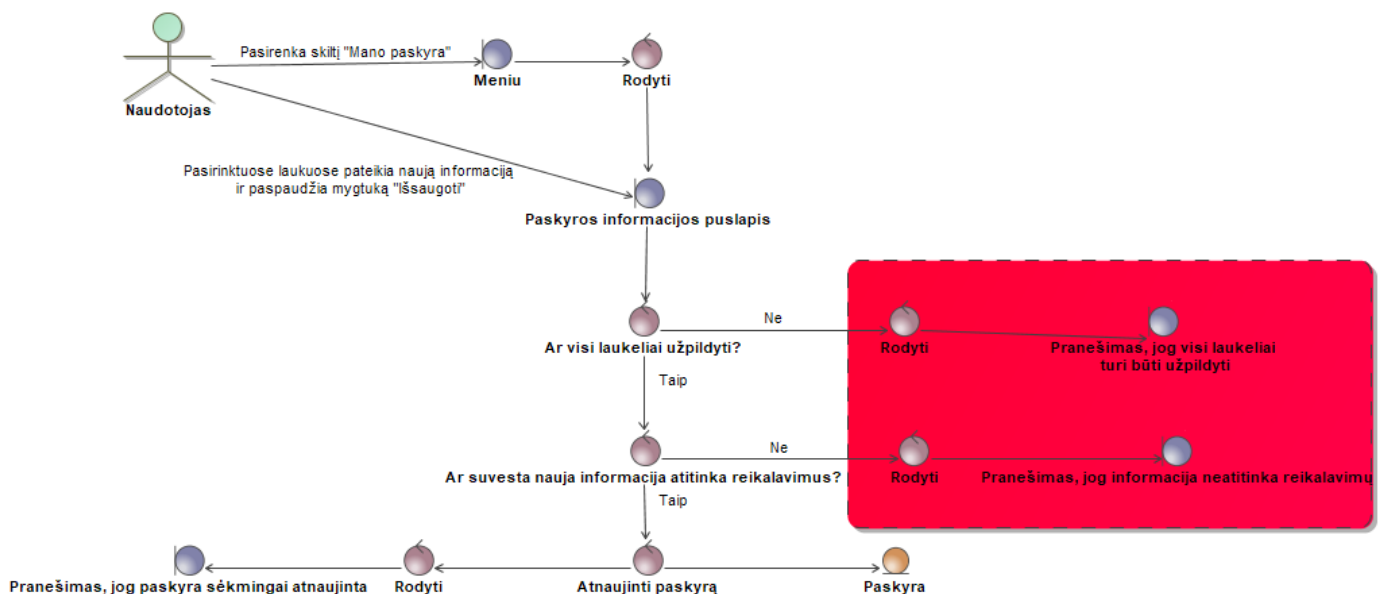 Pasirenka skiltį "Mano paskyra"
Meniu
Rodyti
Naudotojas
Pasirinktuose laukuose pateikia naują informaciją
ir paspaudžia mygtuką "Išsaugoti"
Paskyros informacijos puslapis
Ne
Ar visi laukeliai užpildyti?
Rodyti
Pranešimas, jog visi laukeliai
turi būti užpildyti
Taip
Ne
Ar suvesta nauja informacija atitinka reikalavimus?
Rodyti
Pranešimas, jog informacija neatitinka reikalavimų
Taip
Pranešimas, jog paskyra sėkmingai atnaujinta
Rodyti
Atnaujinti paskyrą
Paskyra